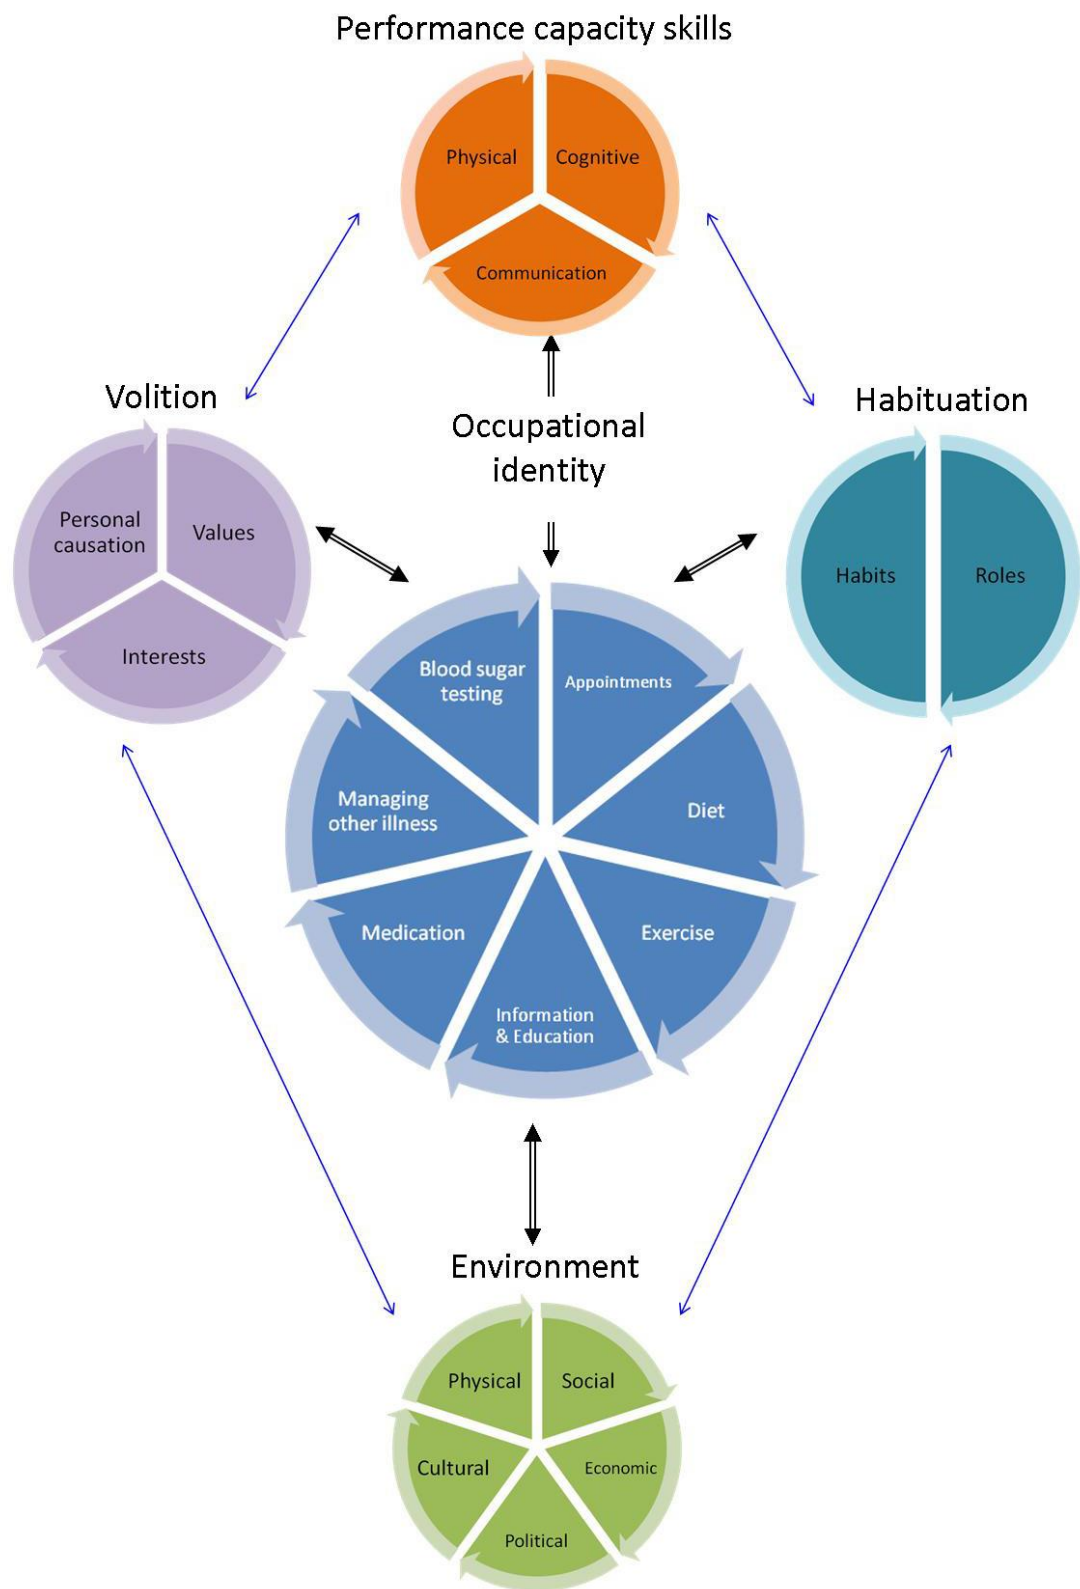 Performance capacity skills
Physical
Cognitive
Communication
Volition
Personal
causation
Values
Interests
Occupational
identity
Habituation
Habits
Roles
Blood sugar
testing
Appointments
Diet
Exercise
Information
& Education
Medication
Managing
other illness
Environment
Physical
Social
Economic
Political
Cultural